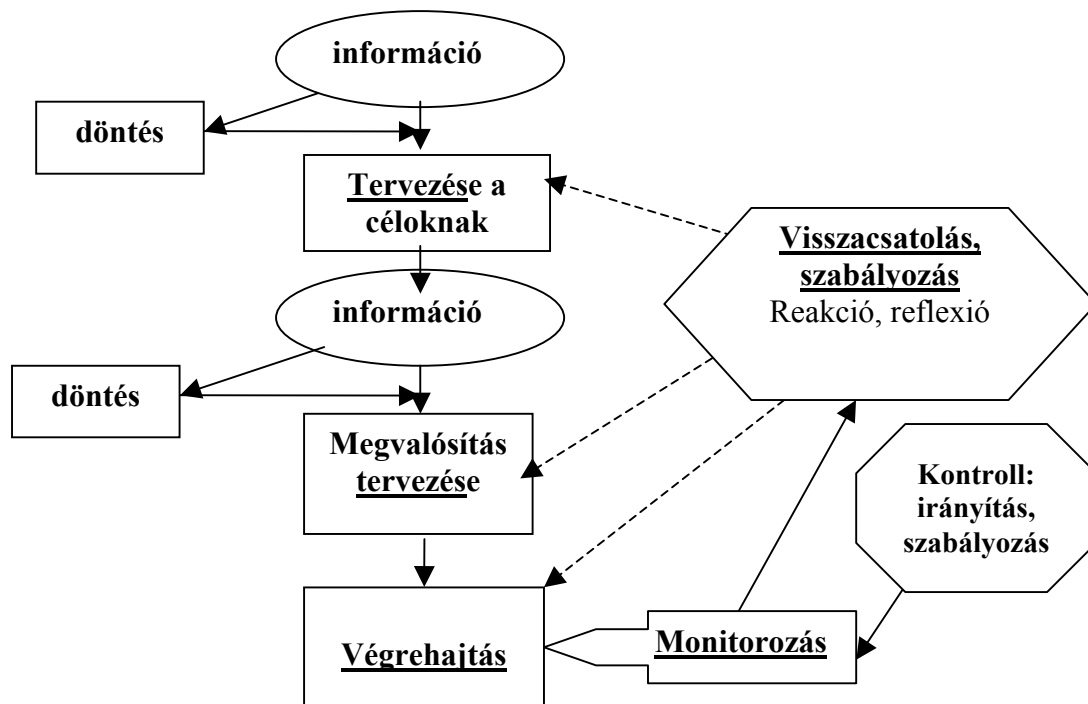 információ
döntés
Tervezése a
céloknak
Visszacsatolás,
szabályozás
Reakció, reflexió
információ
döntés
Megvalósítás
tervezése
Kontroll:
irányítás,
szabályozás
Végrehajtás
Monitorozás